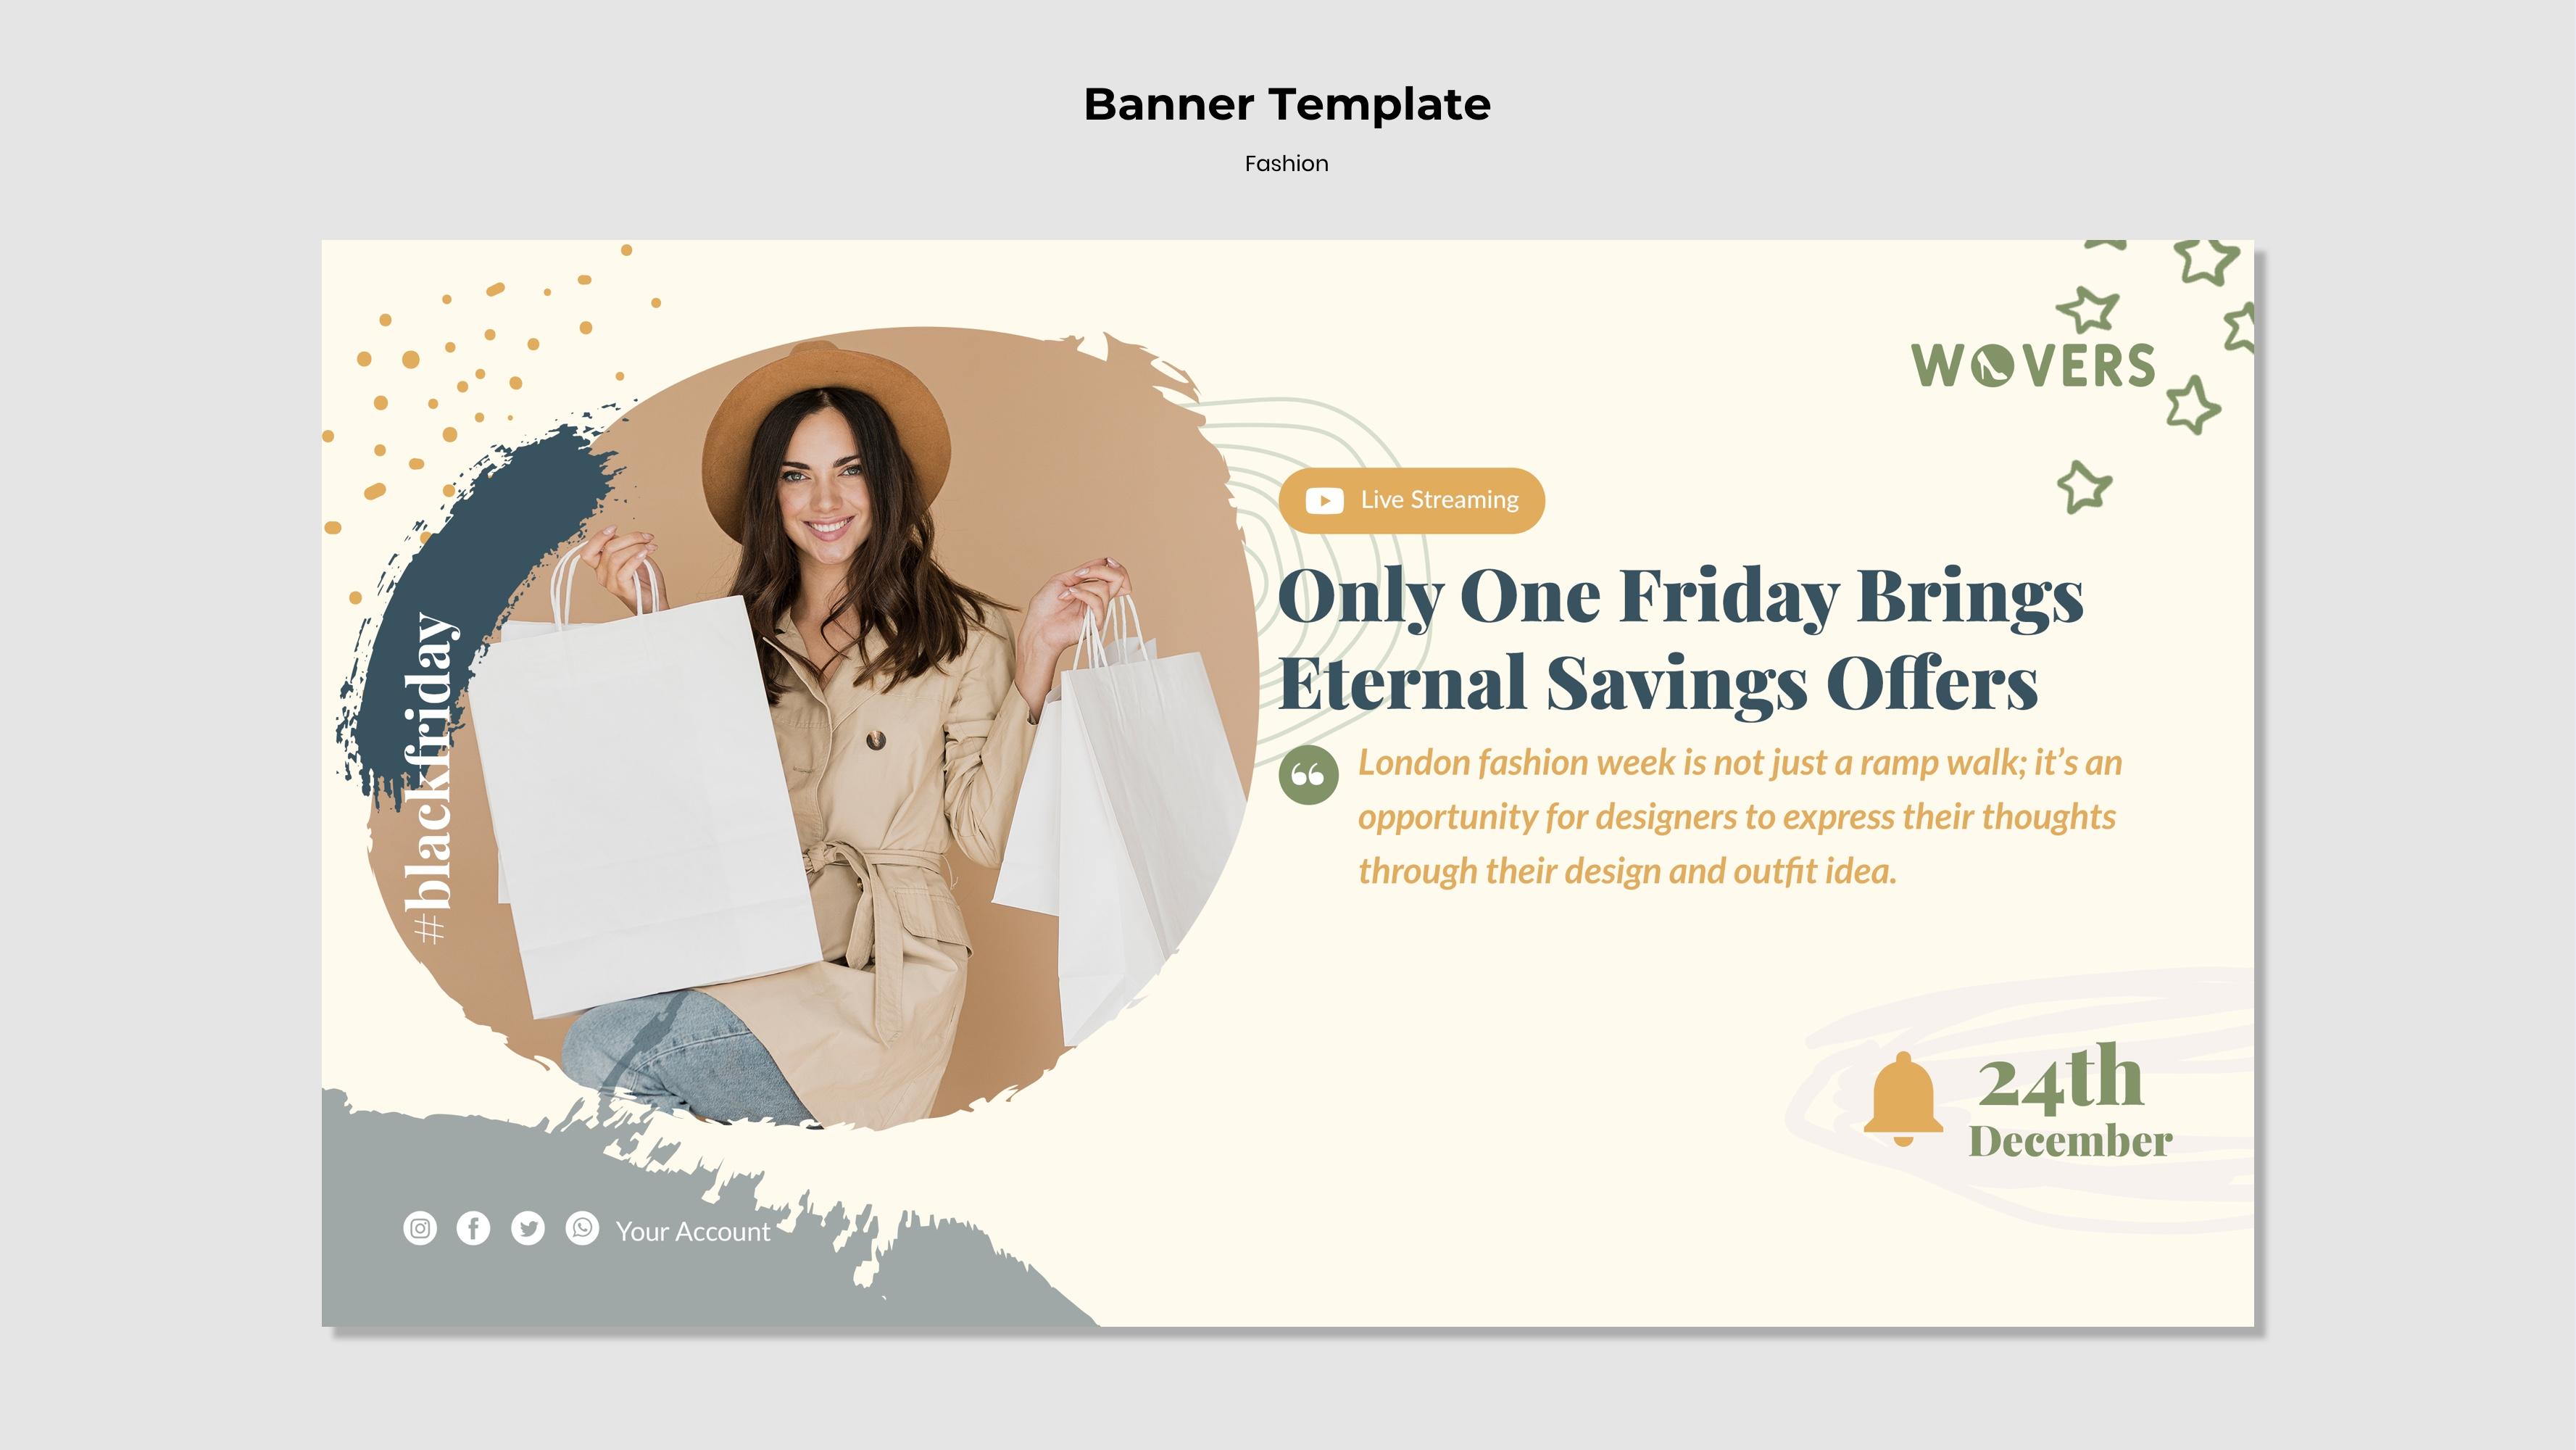 Banner Template
Fashion
WOVERS
Live Streaming
Only One Friday Brings
Eternal Savings Offers
London fashion week is not just a ramp walk; it’s an
opportunity for designers to express their thoughts
through their design and outfit idea.
#blackfriday
24th
December
Your Account